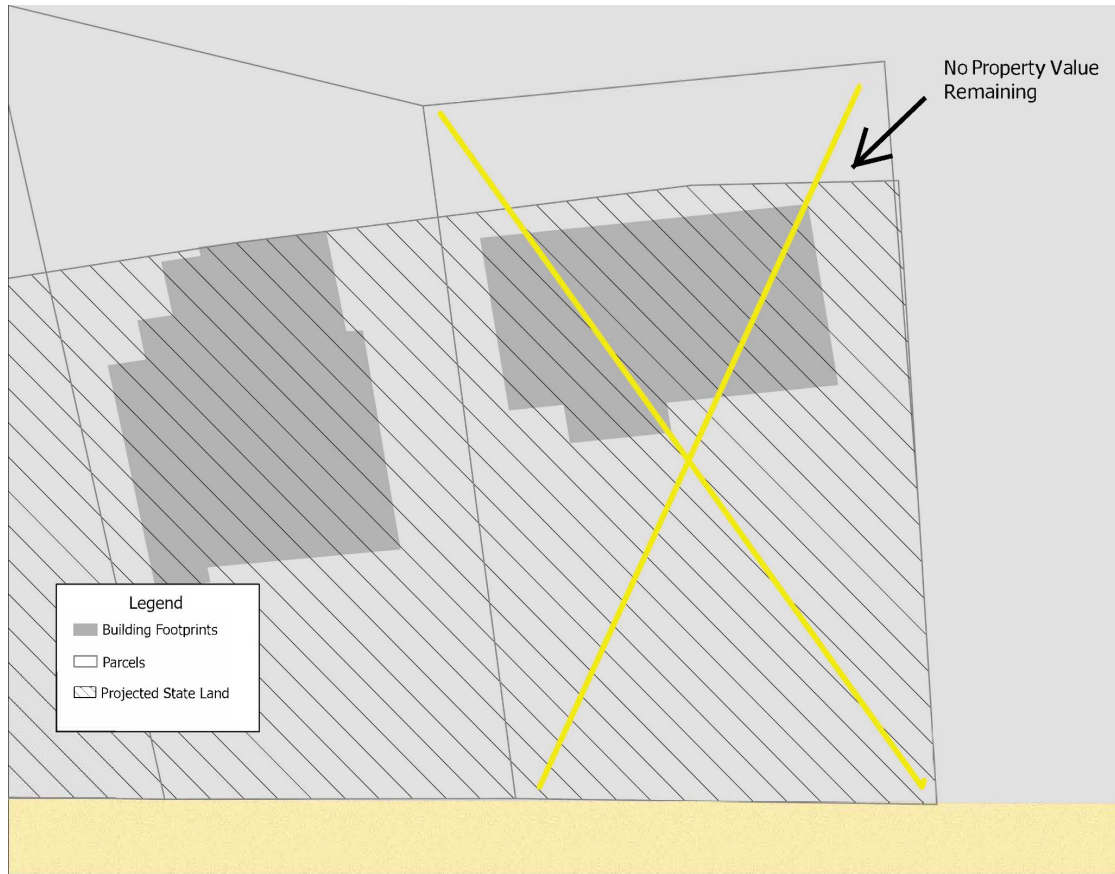 No Property Value
Remaining
Legend
Building Footprints
Parcels
Projected State Land